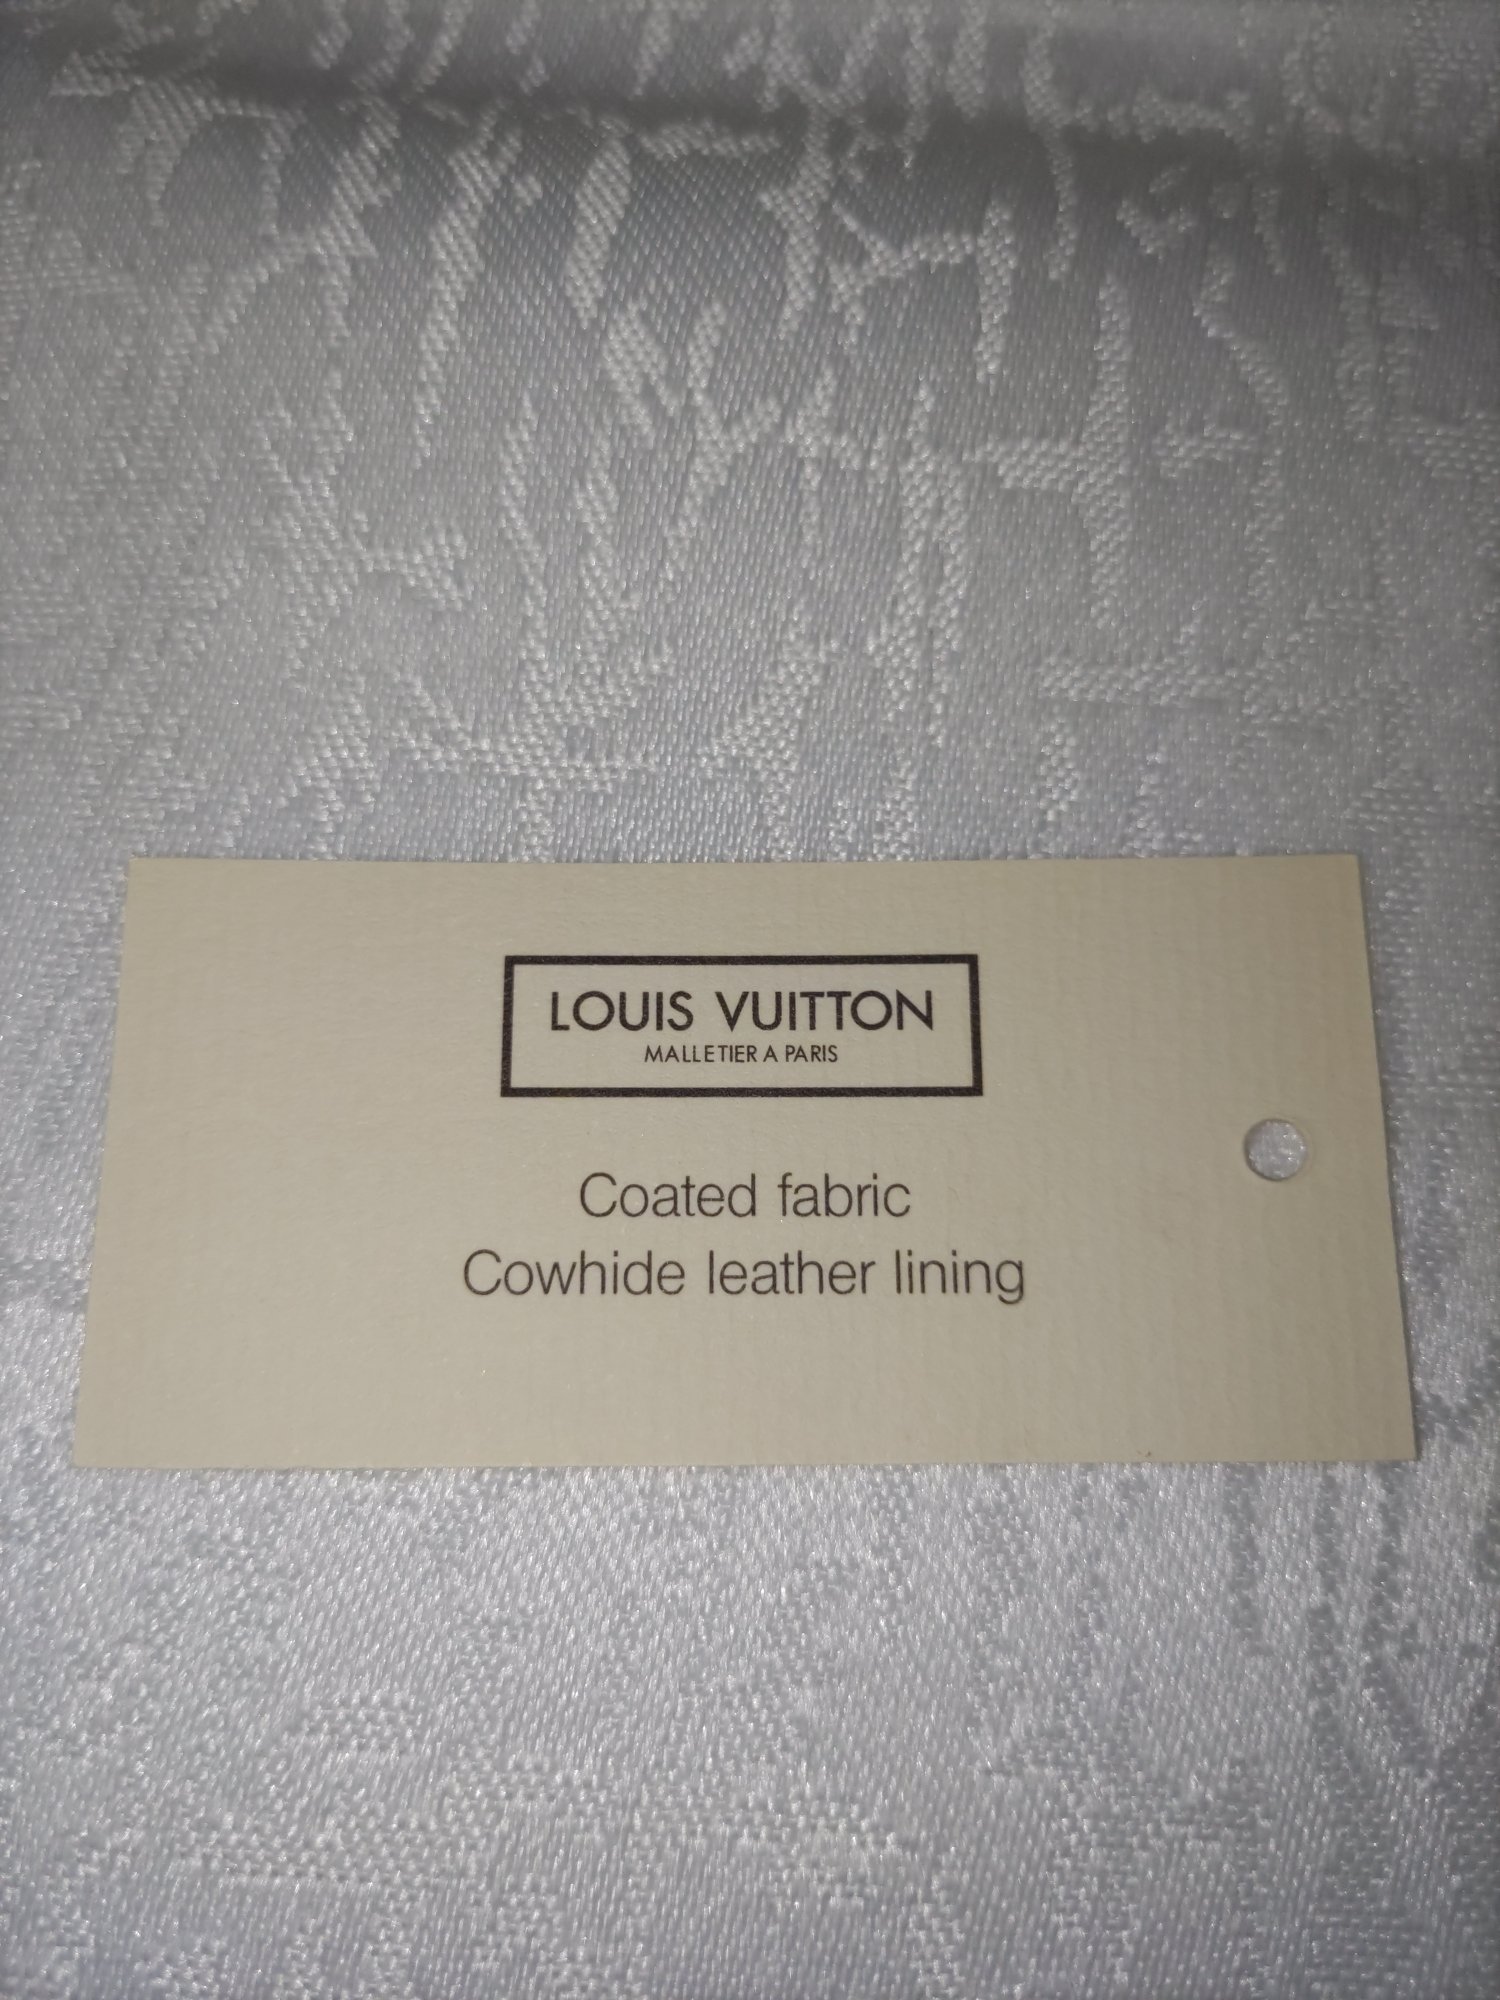 LOUIS VUITTON
MALLETIER A PARIS
Coated fabric
Cowhide leather lining